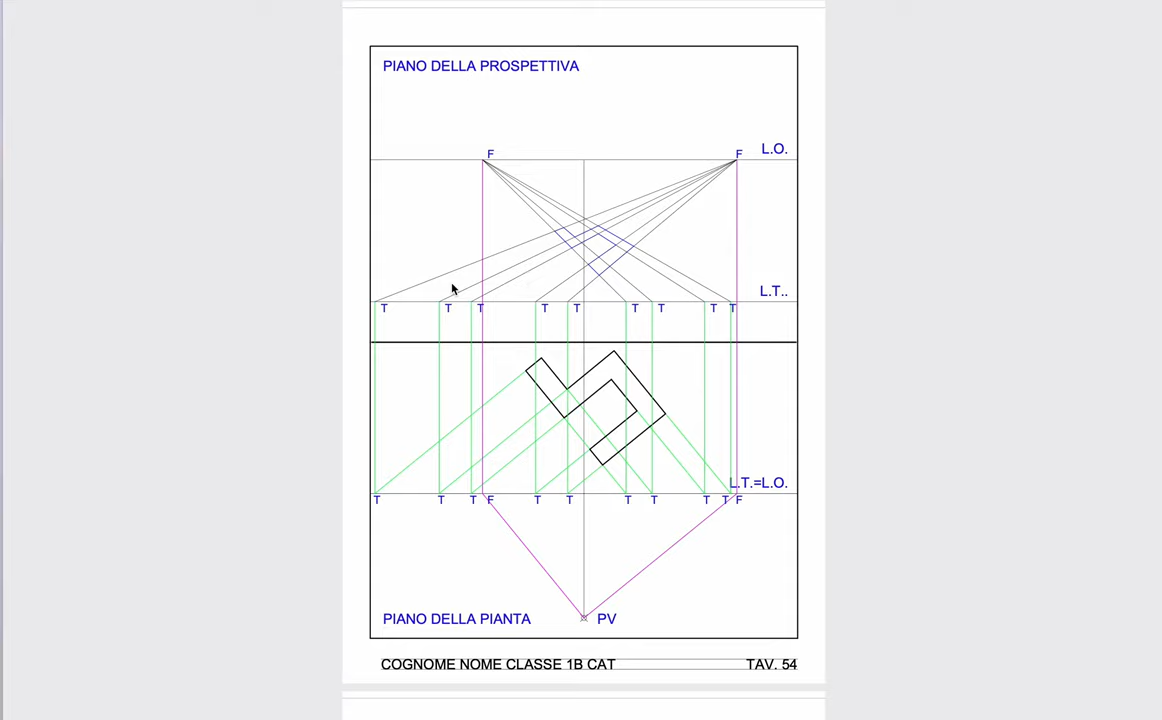 PIANO DELLA PROSPETTIVA
F F L.O.
L.T..
T T T T T T T T T
L.T.=L.O.
T T T F T T T T T T F
PIANO DELLA PIANTA PV
COGNOME NOME CLASSE 1B CAT TAV. 54